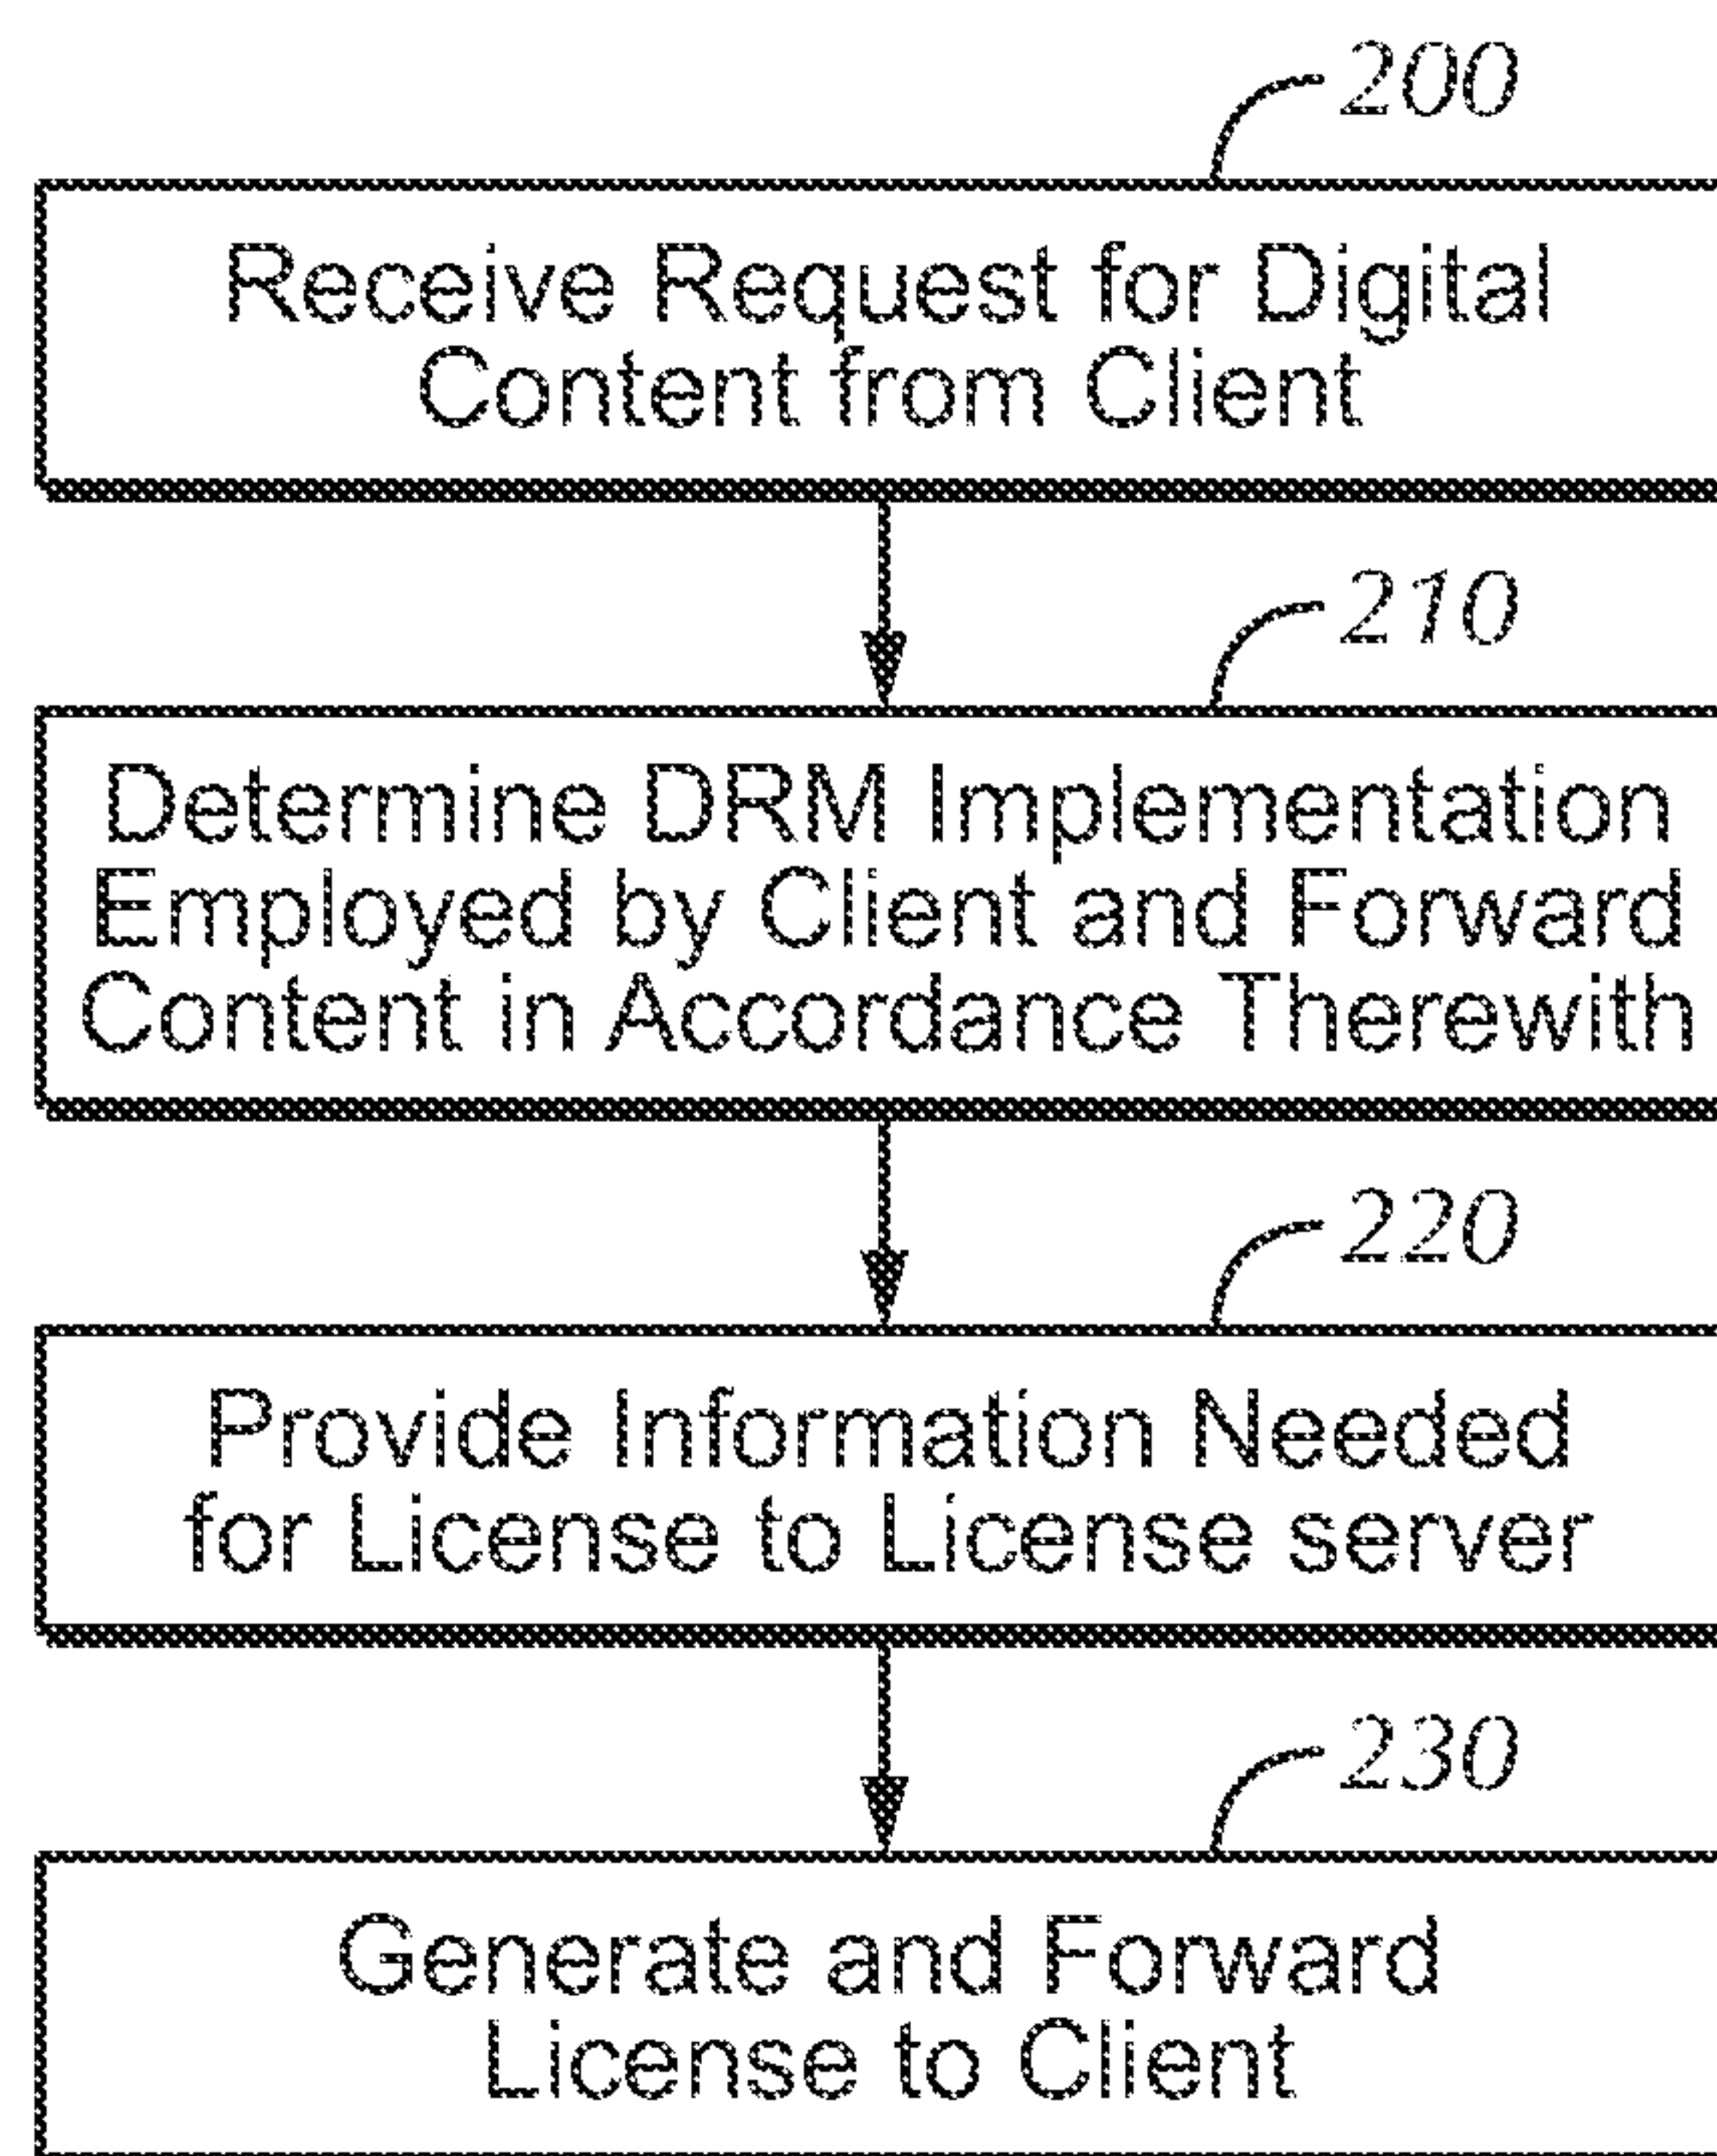 200
Receive Request for Digital
Content from Client
210
Determine DRM Implementation
Employed by Client and Forward
Content in Accordance Therewith
220
Provide Information Needed
for License to License server
230
Generate and Forward
License to Client